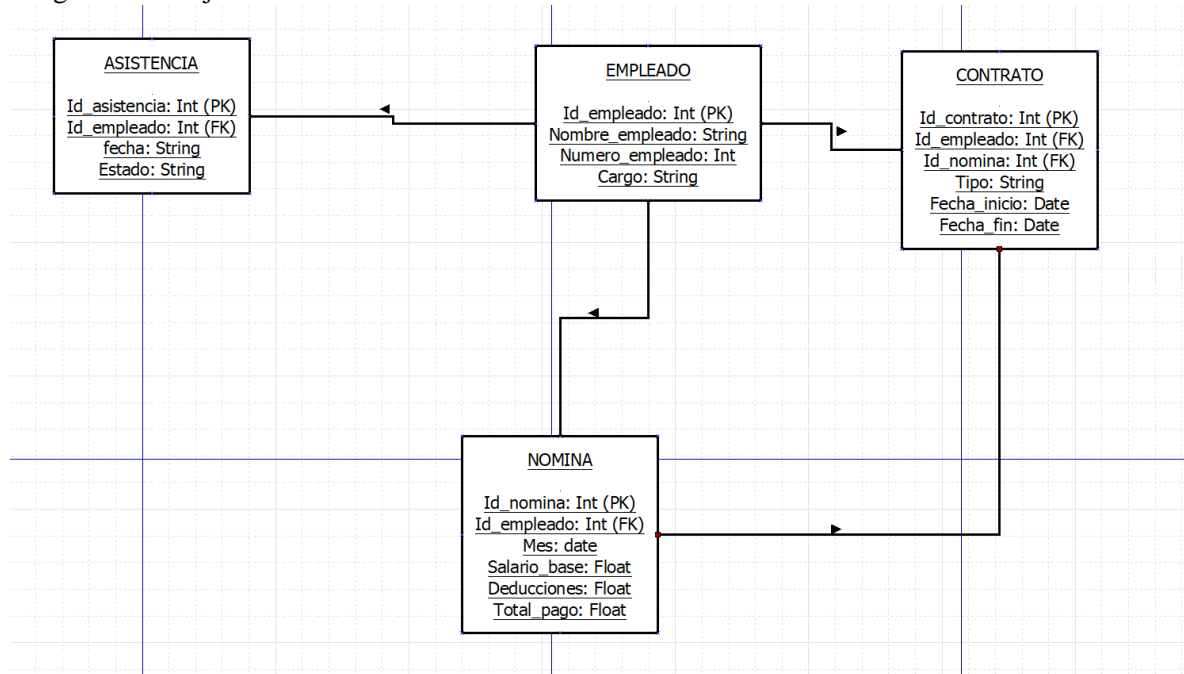 ASISTENCIA
Id_asistencia: Int (PK)
Id_empleado: Int (FK)
fecha: String
Estado: String
EMPLEADO
Id_empleado: Int (PK)
Nombre_empleado: String
Numero_empleado: Int
Cargo: String
CONTRATO
Id_contrato: Int (PK)
Id_empleado: Int (FK)
Id_nomina: Int (FK)
Tipo: String
Fecha_inicio: Date
Fecha_fin: Date
NOMINA
Id_nomina: Int (PK)
Id_empleado: Int (FK)
Mes: date
Salario_base: Float
Deducciones: Float
Total_pago: Float